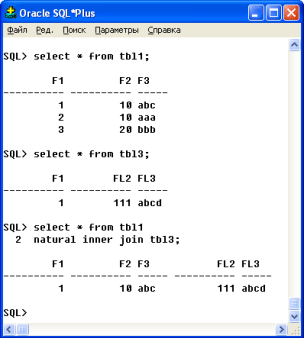 Oracle SQL*Plus
Файл Ред. Поиск Параметры Справка
SQL> select * from tbl1;
        F1         F2 F3
---------- ---------- -----
         1         10 abc
         2         10 aaa
         3         20 bbb
SQL> select * from tbl3;
        F1        FL2 FL3
---------- ---------- -----
         1        111 abcd
SQL> select * from tbl1
  2  natural inner join tbl3;
        F1         F2 F3           FL2 FL3
---------- ---------- ----- ---------- -----
         1         10 abc          111 abcd
SQL>